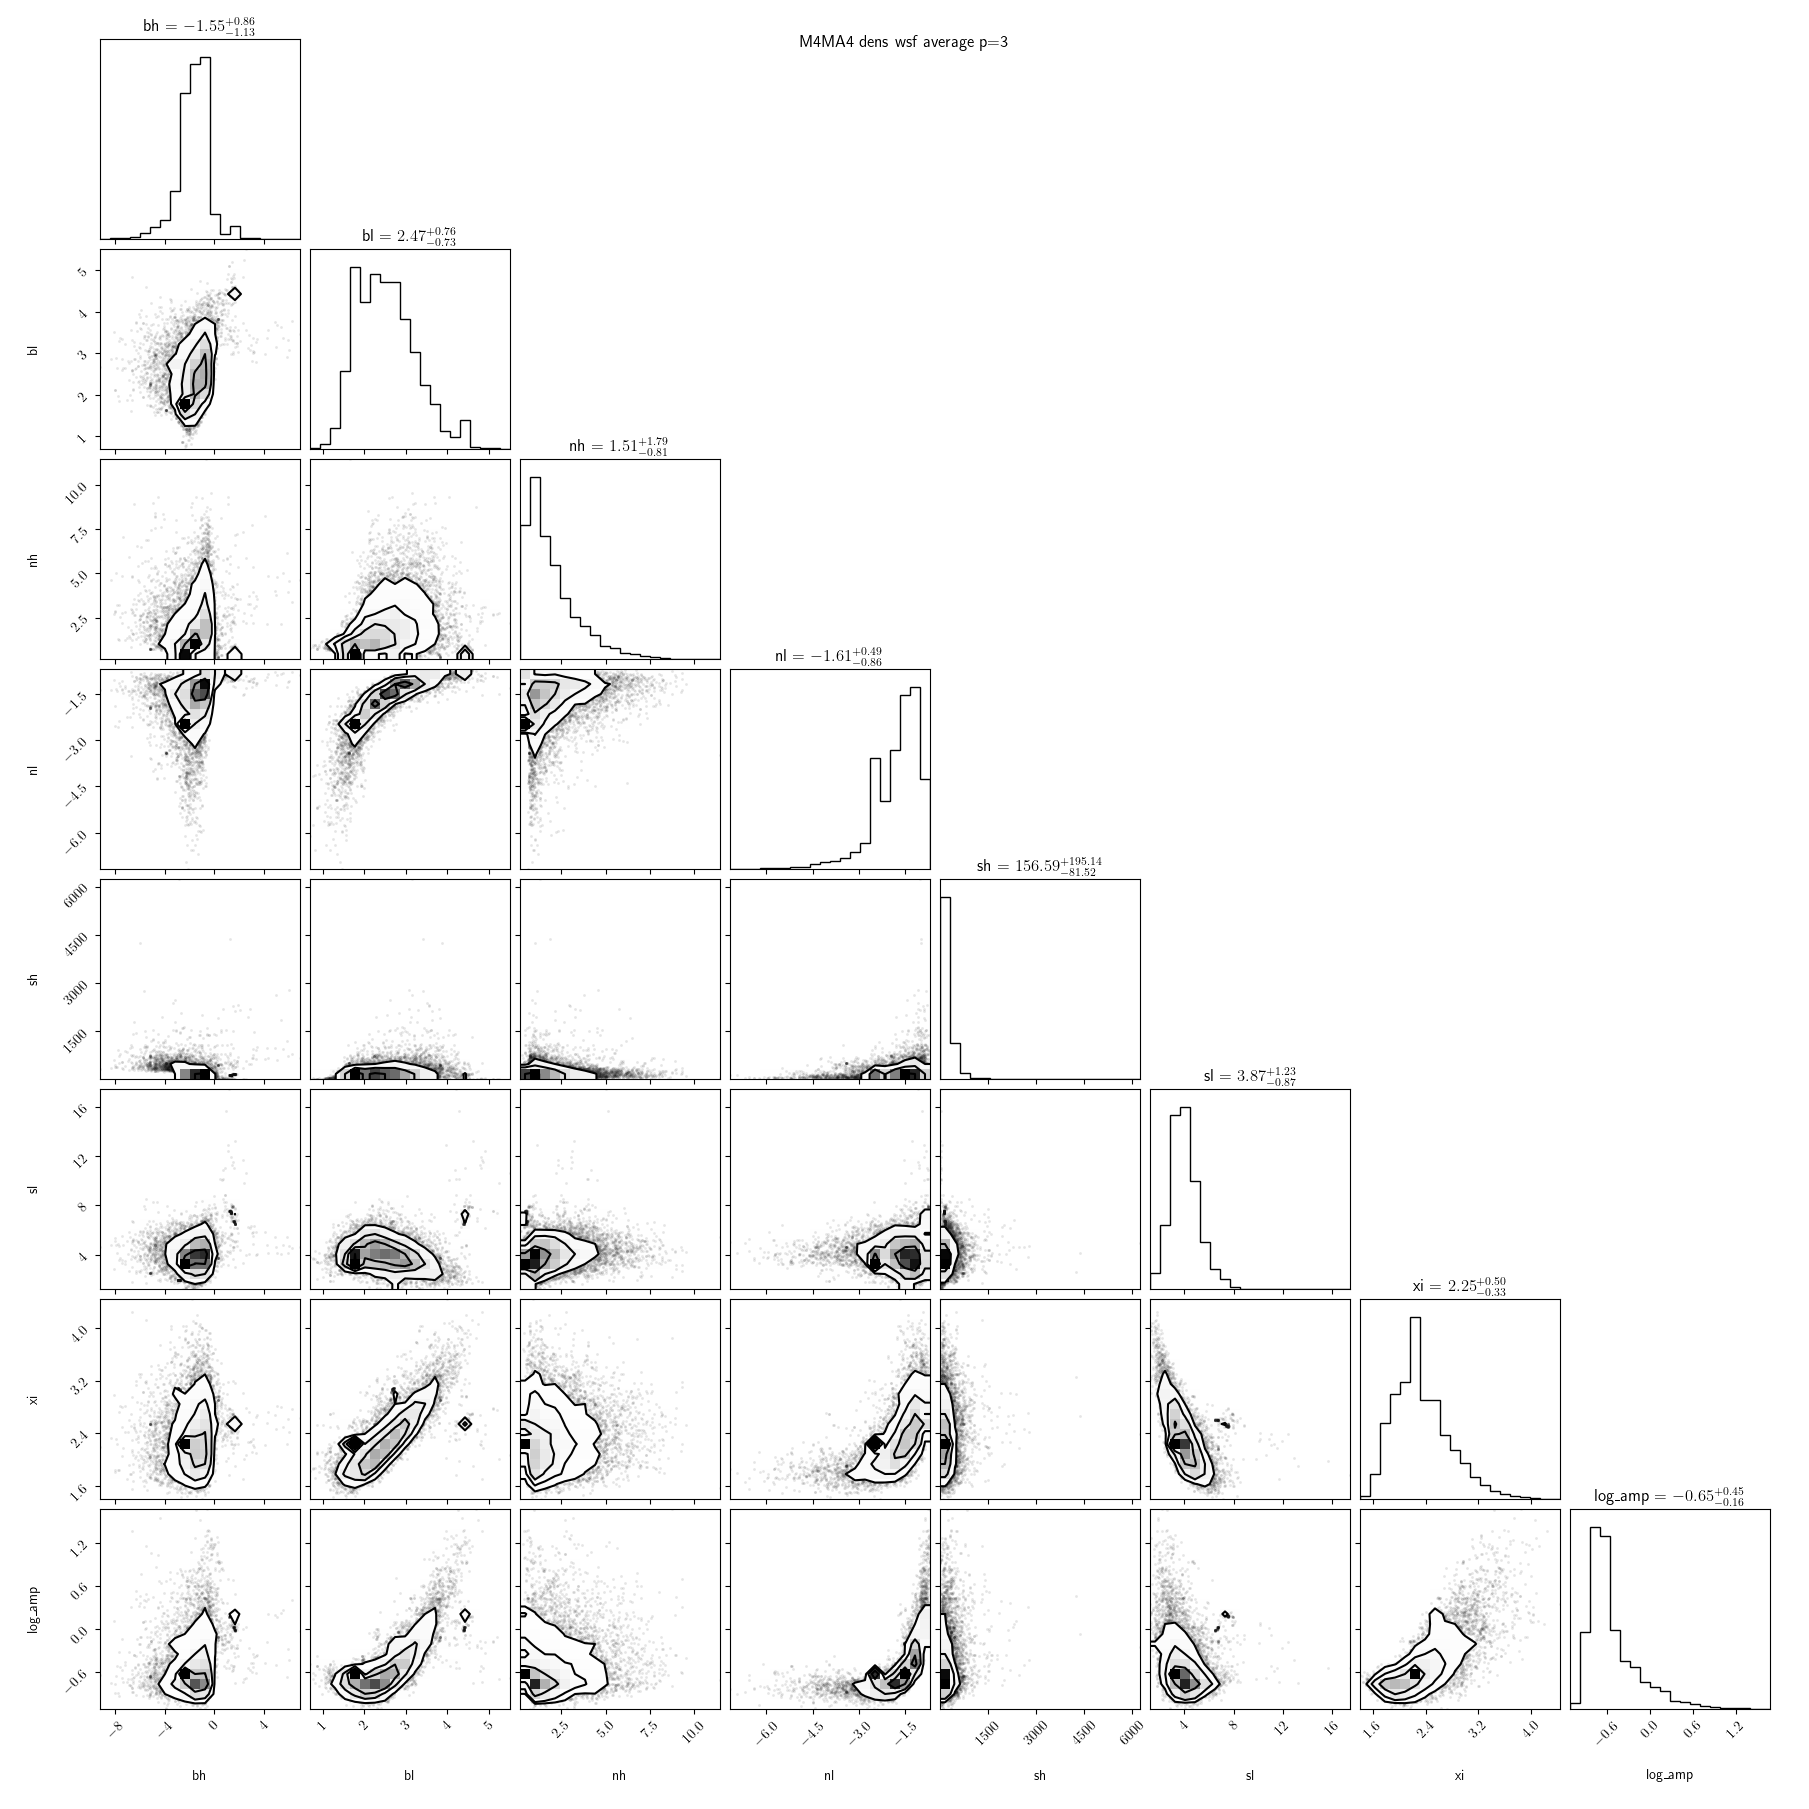 M4MA4 dens wsf average p=3
bh = −1.55 +0.86 −1.13
bl = 2.47 +0.76 −0.73
bl
5
4
3
2
1
nh = 1.51 +1.79 −0.81
nh
10.0
7.5
5.0
2.5
nl = −1.61 +0.49 −0.86
nl
−1.5
−3.0
−4.5
−6.0
sh = 156.59 +195.14 −81.52
sh
6000
4500
3000
1500
sl = 3.87 +1.23 −0.87
sl
16
12
8
4
xi = 2.25 +0.50 −0.33
xi
4.0
3.2
2.4
1.6
log_amp = −0.65 +0.45 −0.16
log_amp
1.2
0.6
0.0
−0.6
−8 −4 0 4
1 2 3 4 5
2.5 5.0 7.5 10.0
−6.0 −4.5 −3.0 −1.5
1500 3000 4500 6000
4 8 12 16
1.6 2.4 3.2 4.0
−0.6 0.0 0.6 1.2
bh bl nh nl sh sl xi log_amp